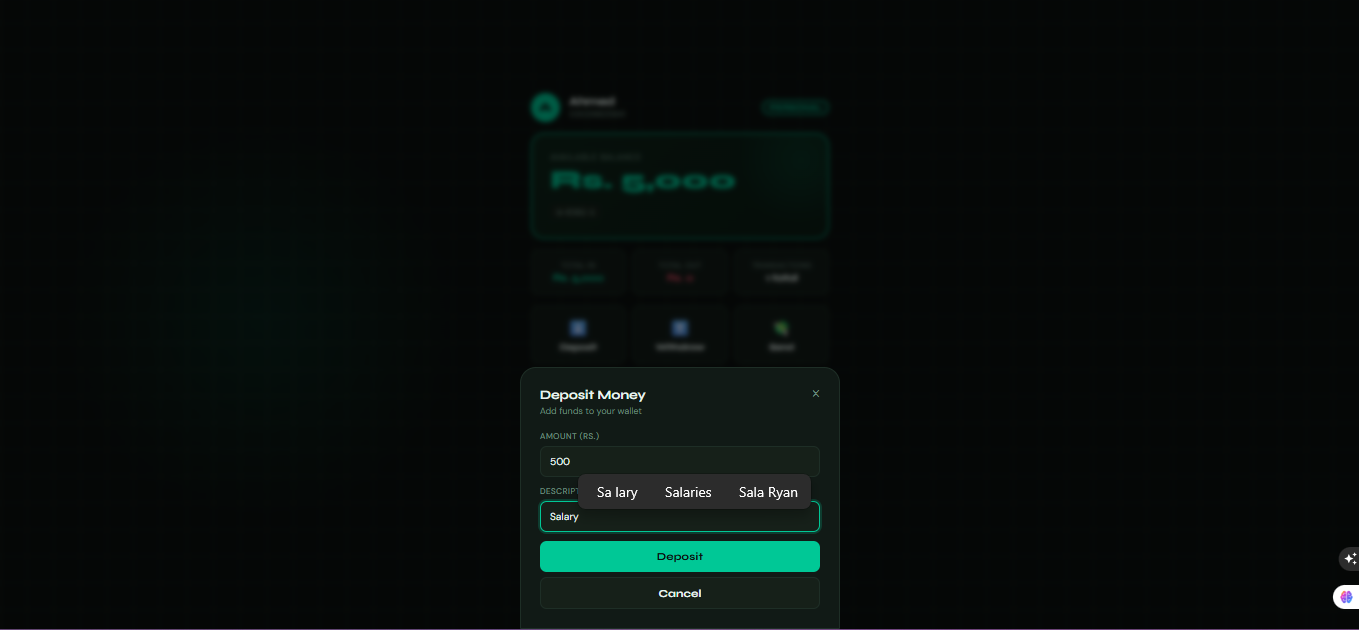 Ahmed
Rs. 5,000
Deposit
Withdraw
Send
Deposit Money
×
Add funds to your wallet
AMOUNT (RS.)
500
DESCRIPT
Sa lary Salaries Sala Ryan
Salary
Deposit
Cancel